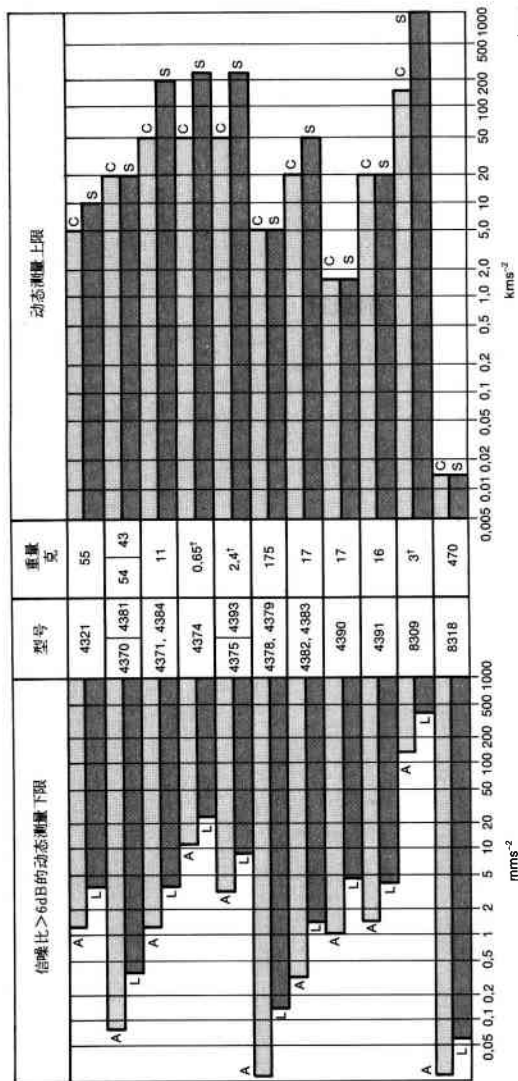 信噪比>6dB的动态测量下限 型号 重量 动态测量上限
克
A 4321 55 C
L S
A 4370 4381 54 43 C
L S
A 4371, 4384 11 C
L S
A 4374 0,65† C
L S
A 4375 4393 2,4† C
L S
A 4378, 4379 175 C
L S
A 4382, 4383 17 C
L S
A 4390 17 C
L S
A 4391 16 C
L S
A 8309 3† C
L S
A 8318 470 C
L S
0,05 0,1 0,2 0,5 1 2 5 10 20 50 100 200 500 1000
mms⁻²
0,005 0.01 0,02 0,05 0,1 0,2 0,5 1,0 2,0 5,0 10 20 50 100 200 500 1000
kms⁻²